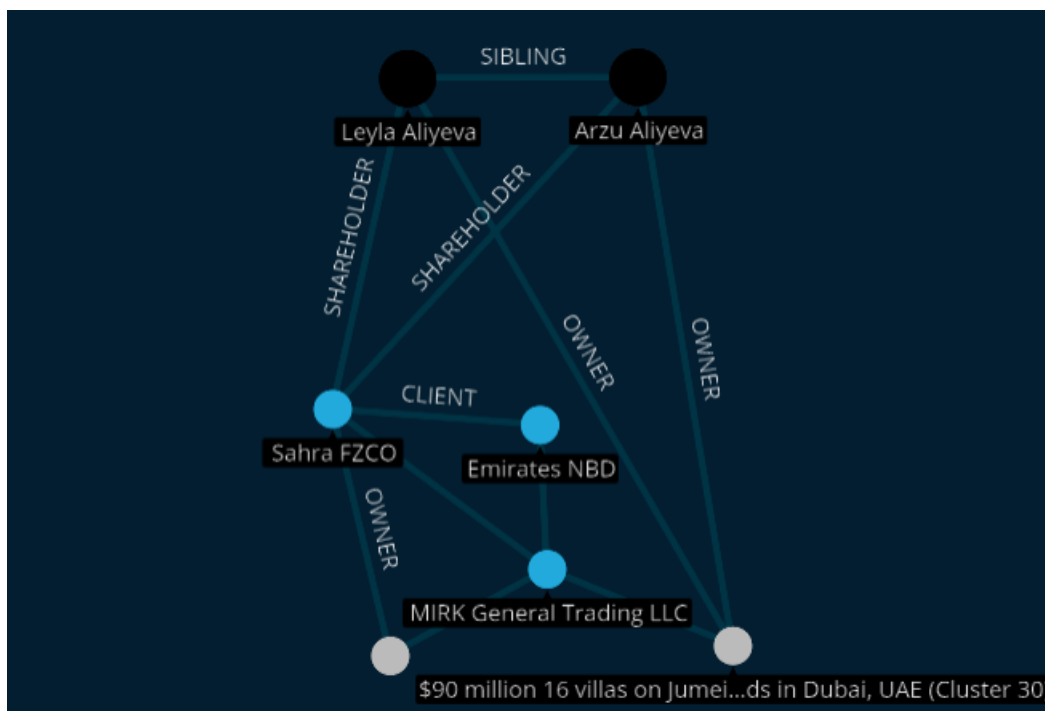 SIBLING
Leyla Aliyeva
Arzu Aliyeva
SHAREHOLDER
SHAREHOLDER
OWNER
OWNER
CLIENT
Sahra FZCO
Emirates NBD
OWNER
MIRK General Trading LLC
$90 million 16 villas on Jumei...ds in Dubai, UAE (Cluster 30